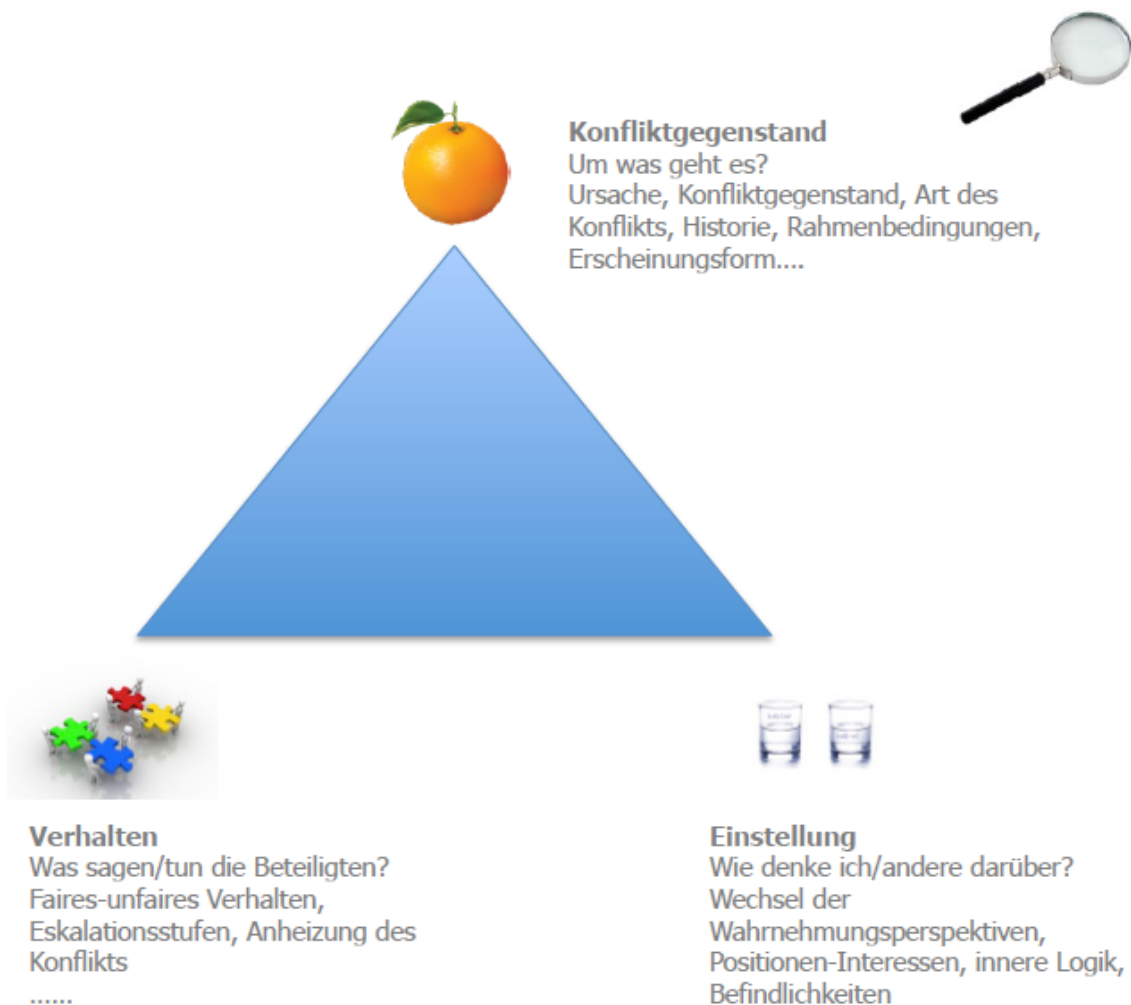 Konfliktgegenstand
Um was geht es?
Ursache, Konfliktgegenstand, Art des
Konflikts, Historie, Rahmenbedingungen,
Erscheinungsform....
Verhalten
Was sagen/tun die Beteiligten?
Faires-unfaires Verhalten,
Eskalationsstufen, Anheizung des
Konflikts
......
Einstellung
Wie denke ich/andere darüber?
Wechsel der
Wahrnehmungsperspektiven,
Positionen-Interessen, innere Logik,
Befindlichkeiten